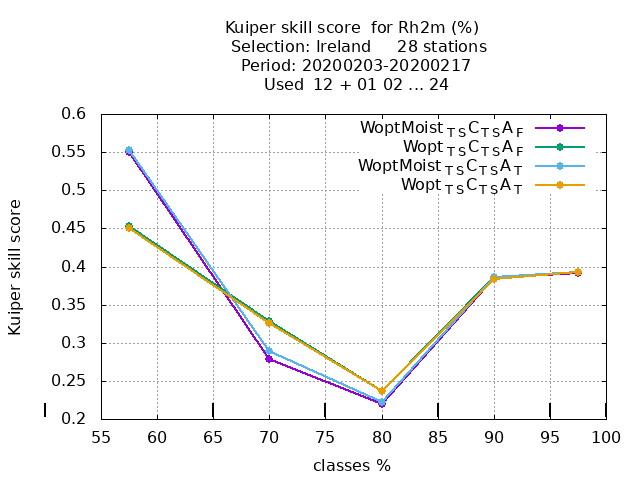 Kuiper skill score  for Rh2m (%)
Selection: Ireland     28 stations
Period: 20200203-20200217
Used  12 + 01 02 ... 24
WoptMoist TS C TS A F
Wopt TS C TS A F
WoptMoist TS C TS A T
Wopt TS C TS A T
Kuiper skill score
0.6
0.55
0.5
0.45
0.4
0.35
0.3
0.25
0.2
55 60 65 70 75 80 85 90 95 100
classes %